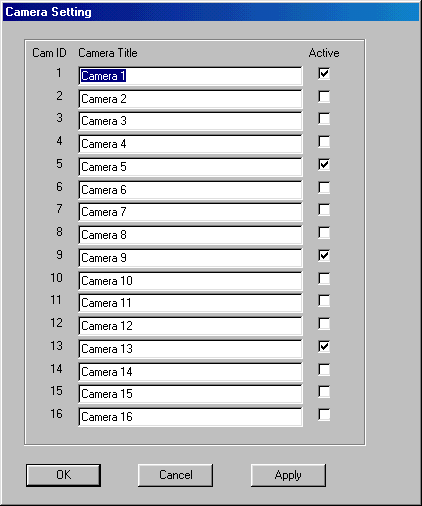 Camera Setting
Cam ID Camera Title Active
1 Camera 1
2 Camera 2
3 Camera 3
4 Camera 4
5 Camera 5
6 Camera 6
7 Camera 7
8 Camera 8
9 Camera 9
10 Camera 10
11 Camera 11
12 Camera 12
13 Camera 13
14 Camera 14
15 Camera 15
16 Camera 16
OK Cancel Apply